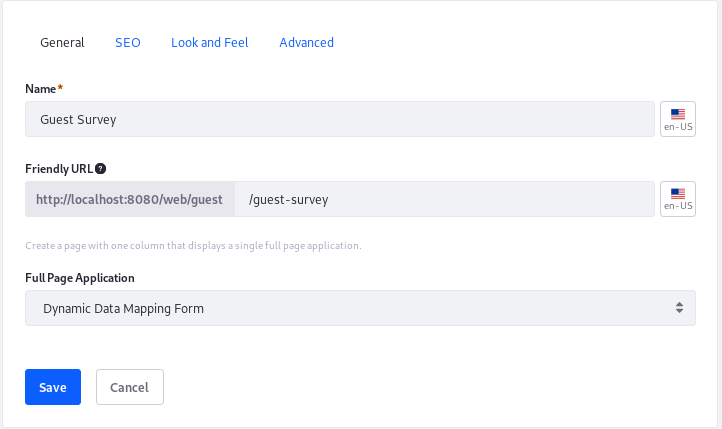 General SEO Look and Feel Advanced
Name*
Guest Survey
en-US
Friendly URL ?
http://localhost:8080/web/guest /guest-survey
en-US
Create a page with one column that displays a single full page application.
Full Page Application
Dynamic Data Mapping Form
Save Cancel